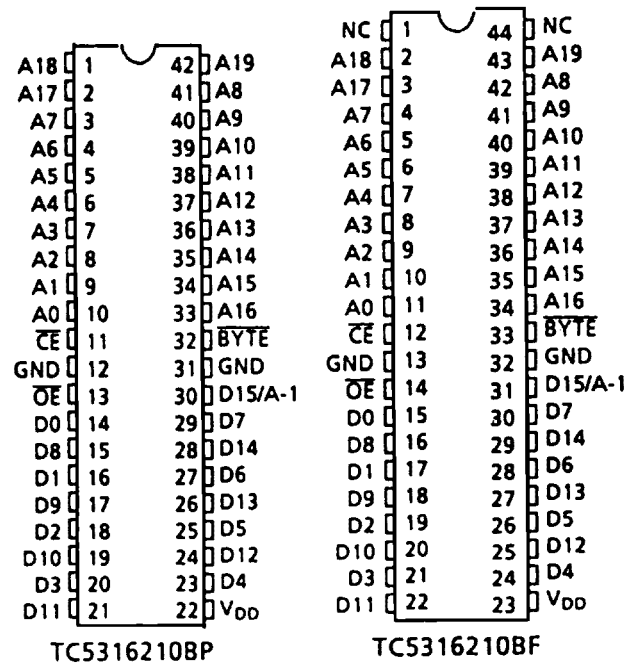 A18 1 42 A19
A17 2 41 A8
A7 3 40 A9
A6 4 39 A10
A5 5 38 A11
A4 6 37 A12
A3 7 36 A13
A2 8 35 A14
A1 9 34 A15
A0 10 33 A16
CE 11 32 BYTE
GND 12 31 GND
OE 13 30 D15/A-1
D0 14 29 D7
D8 15 28 D14
D1 16 27 D6
D9 17 26 D13
D2 18 25 D5
D10 19 24 D12
D3 20 23 D4
D11 21 22 VDD
TC5316210BP
NC 1 44 NC
A18 2 43 A19
A17 3 42 A8
A7 4 41 A9
A6 5 40 A10
A5 6 39 A11
A4 7 38 A12
A3 8 37 A13
A2 9 36 A14
A1 10 35 A15
A0 11 34 A16
CE 12 33 BYTE
GND 13 32 GND
OE 14 31 D15/A-1
D0 15 30 D7
D8 16 29 D14
D1 17 28 D6
D9 18 27 D13
D2 19 26 D5
D10 20 25 D12
D3 21 24 D4
D11 22 23 VDD
TC5316210BF